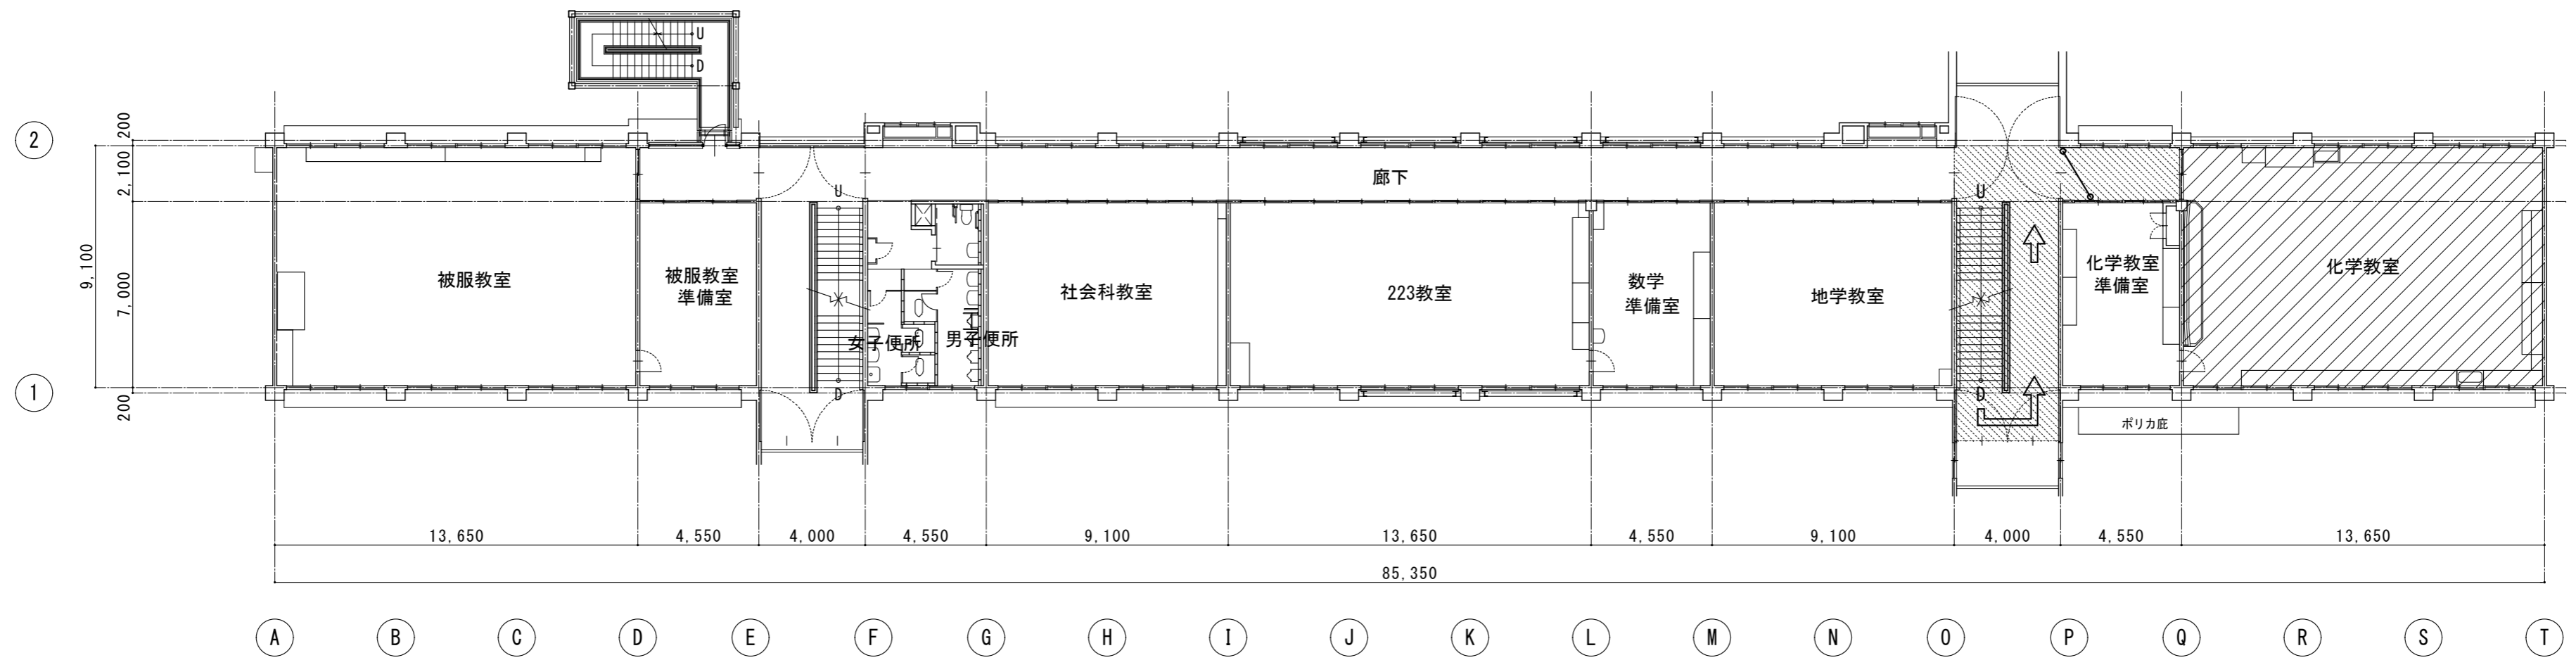 U
D
2
200
2,100
9,100
7,000
1
200
廊下
U
U
被服教室
被服教室
準備室
女子便所
男子便所
社会科教室
223教室
数学
準備室
地学教室
化学教室
準備室
化学教室
D
D
ポリカ庇
13,650 4,550 4,000 4,550 9,100 13,650 4,550 9,100 4,000 4,550 13,650
85,350
A B C D E F G H I J K L M N O P Q R S T